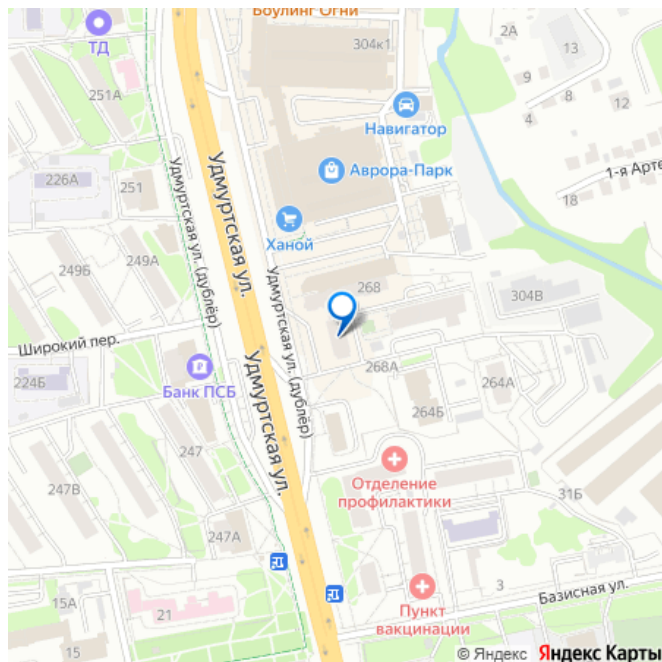 Боулинг Огни
ТД
304к1
2А
13
9
8
12
4
251А
Навигатор
Аврора-Парк
1-я Арте
18
226А
251
Удмуртская ул.
Удмуртская ул. (дублёр)
Ханой
249Б
249А
268
304В
Удмуртская ул. (дублёр)
Широкий пер.
Удмуртская ул.
224Б
Банк ПСБ
268А
264А
264Б
247
Отделение
профилактики
247В
31Б
247А
15А
21
3
Базисная ул.
Пункт
вакцинации
15
© Яндекс Яндекс Карты